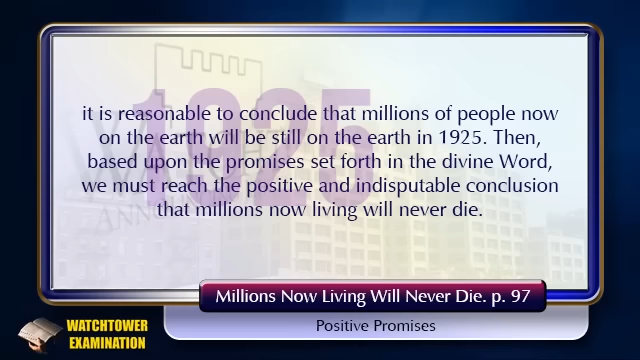 1925
it is reasonable to conclude that millions of people now
on the earth will be still on the earth in 1925. Then,
based upon the promises set forth in the divine Word,
we must reach the positive and indisputable conclusion
that millions now living will never die.
Millions Now Living Will Never Die. p. 97
Positive Promises
WATCHTOWER
EXAMINATION